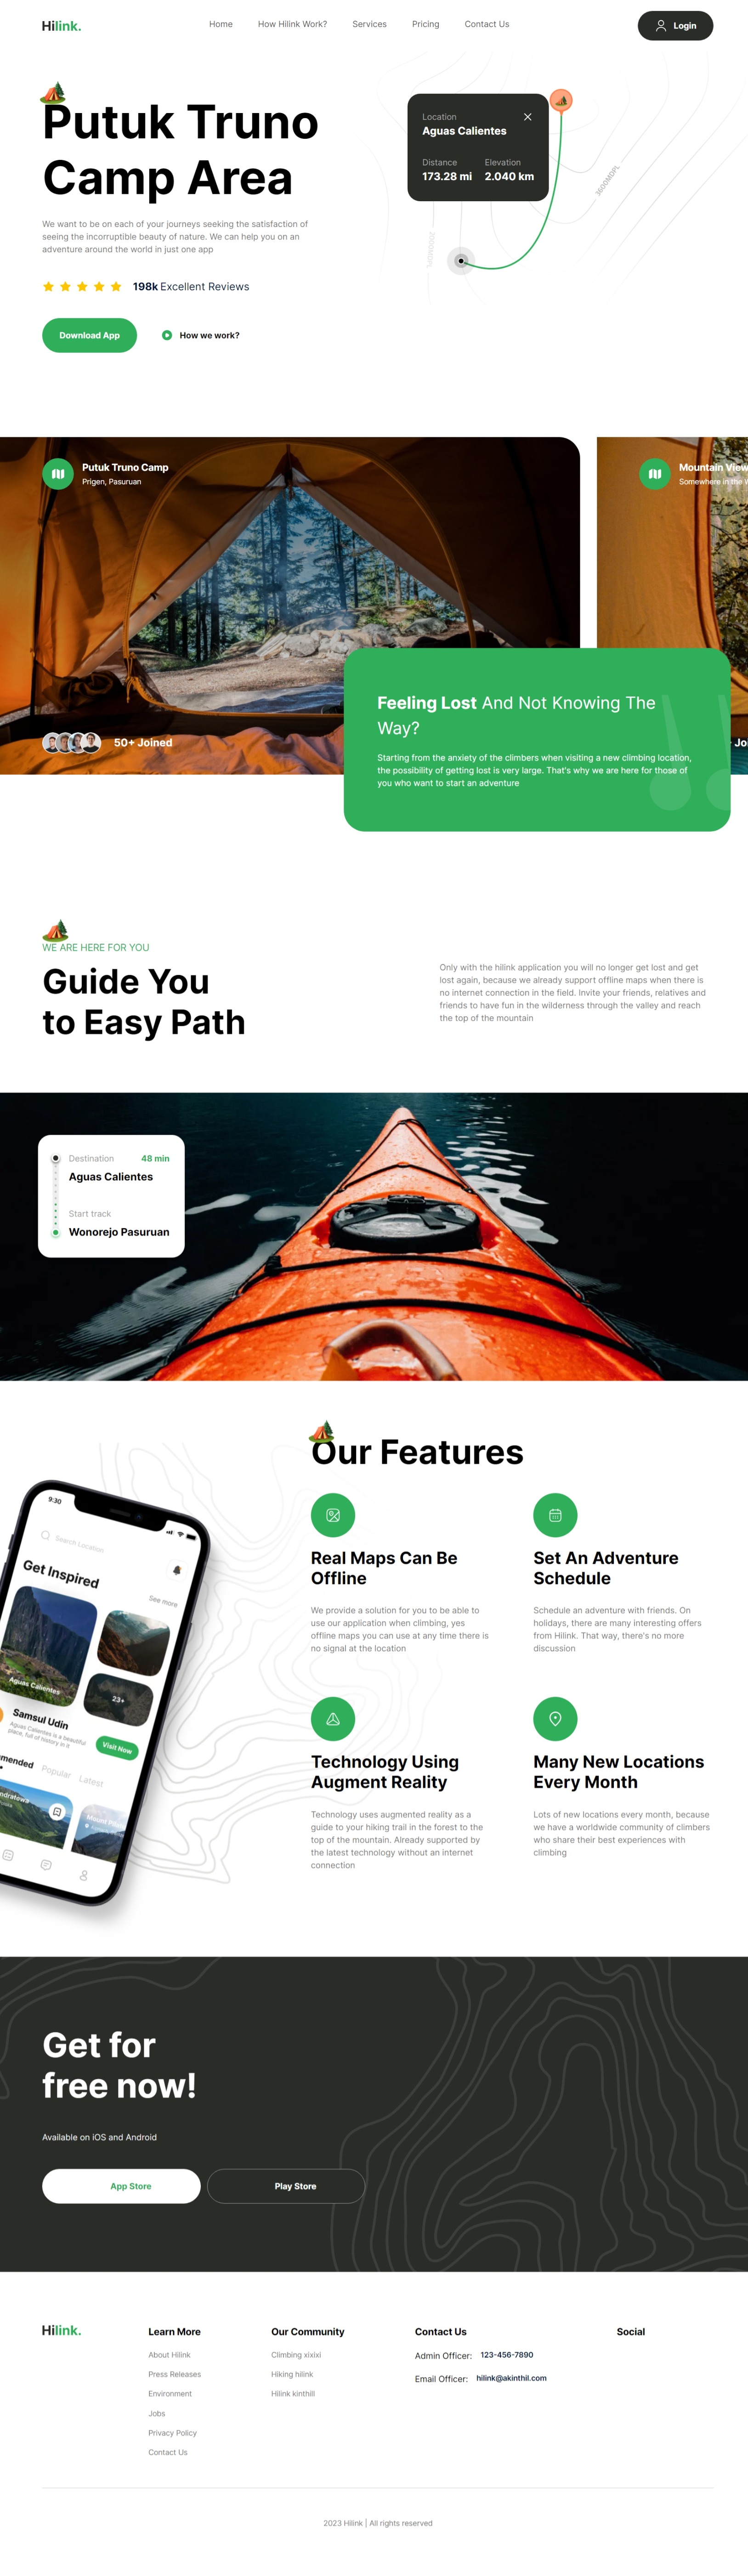 Hilink.
Home
How Hilink Work?
Services
Pricing
Contact Us
Login
Putuk Truno
Camp Area
We want to be on each of your journeys seeking the satisfaction of
seeing the incorruptible beauty of nature. We can help you on an
adventure around the world in just one app
198k Excellent Reviews
Download App
How we work?
Location
Aguas Calientes
Distance
173.28 mi
Elevation
2.040 km
3600MDPL
Putuk Truno Camp
Prigen, Pasuruan
50+ Joined
Mountain View
Somewhere in the W
Jo
Feeling Lost And Not Knowing The
Way?
Starting from the anxiety of the climbers when visiting a new climbing location,
the possibility of getting lost is very large. That's why we are here for those of
you who want to start an adventure
WE ARE HERE FOR YOU
Guide You
to Easy Path
Only with the hilink application you will no longer get lost and get
lost again, because we already support offline maps when there is
no internet connection in the field. Invite your friends, relatives and
friends to have fun in the wilderness through the valley and reach
the top of the mountain
Destination
48 min
Aguas Calientes
Start track
Wonorejo Pasuruan
9:30
Search Location
Get Inspired
See more
Aguas Calientes
23+
Samsul Udin
Aguas Calientes is a beautiful
place, full of history in it
Visit Now
mended
Popular
Latest
Our Features
Real Maps Can Be
Offline
We provide a solution for you to be able to
use our application when climbing, yes
offline maps you can use at any time there is
no signal at the location
Set An Adventure
Schedule
Schedule an adventure with friends. On
holidays, there are many interesting offers
from Hilink. That way, there's no more
discussion
Technology Using
Augment Reality
Technology uses augmented reality as a
guide to your hiking trail in the forest to the
top of the mountain. Already supported by
the latest technology without an internet
connection
Many New Locations
Every Month
Lots of new locations every month, because
we have a worldwide community of climbers
who share their best experiences with
climbing
Get for
free now!
Available on iOS and Android
App Store
Play Store
Hilink.
Learn More
About Hilink
Press Releases
Environment
Jobs
Privacy Policy
Contact Us
Our Community
Climbing xixixi
Hiking hilink
Hilink kinthill
Contact Us
Admin Officer: 123-456-7890
Email Officer: hilink@akinthil.com
Social
2023 Hilink | All rights reserved